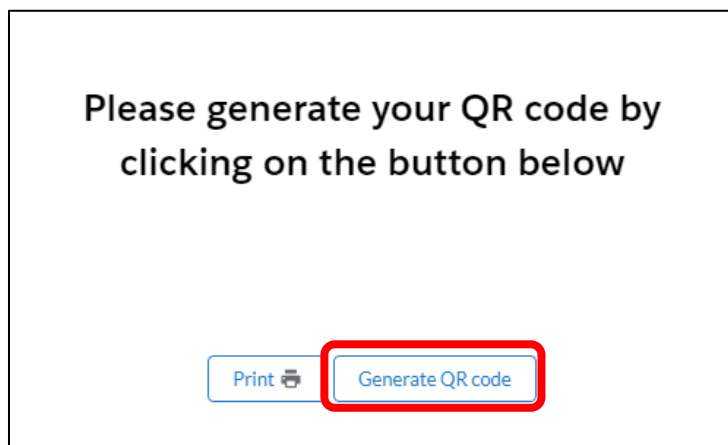 Please generate your QR code by
clicking on the button below
Print
Generate QR code